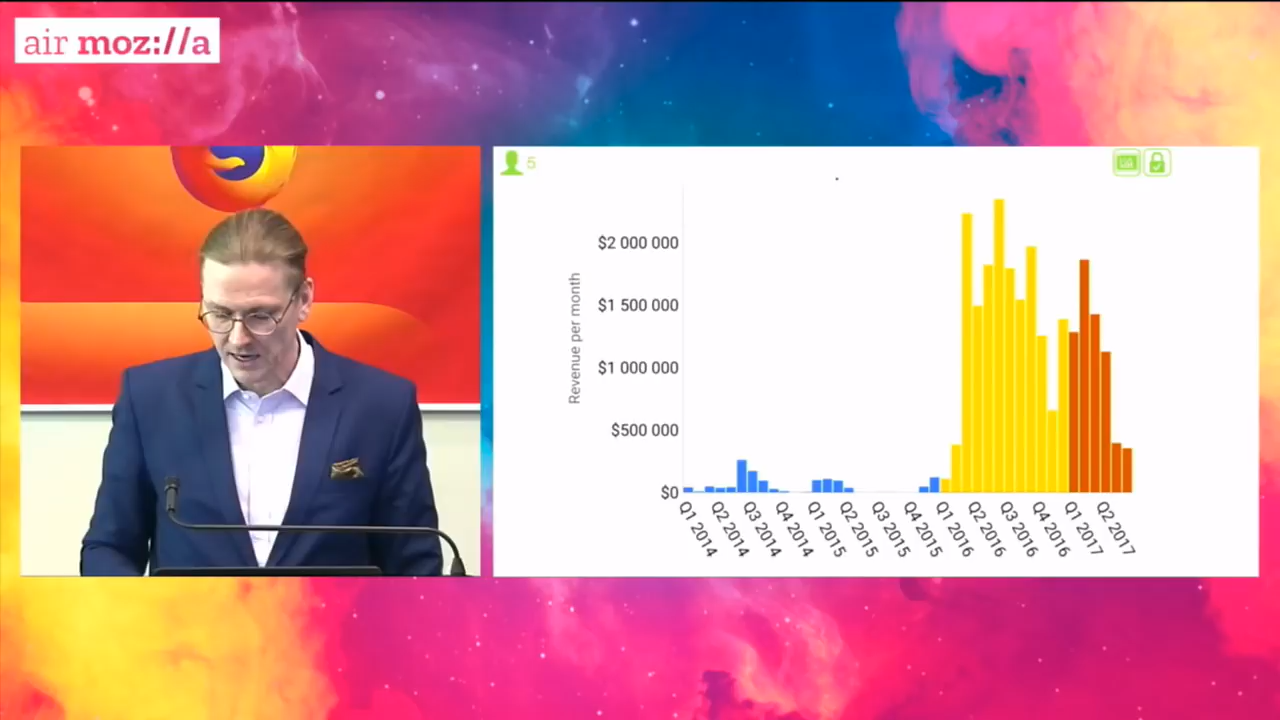 air moz://a
5
Revenue per month
$2 000 000
$1 500 000
$1 000 000
$500 000
$0
Q1 2014
Q2 2014
Q3 2014
Q4 2014
Q1 2015
Q2 2015
Q3 2015
Q4 2015
Q1 2016
Q2 2016
Q3 2016
Q4 2016
Q1 2017
Q2 2017